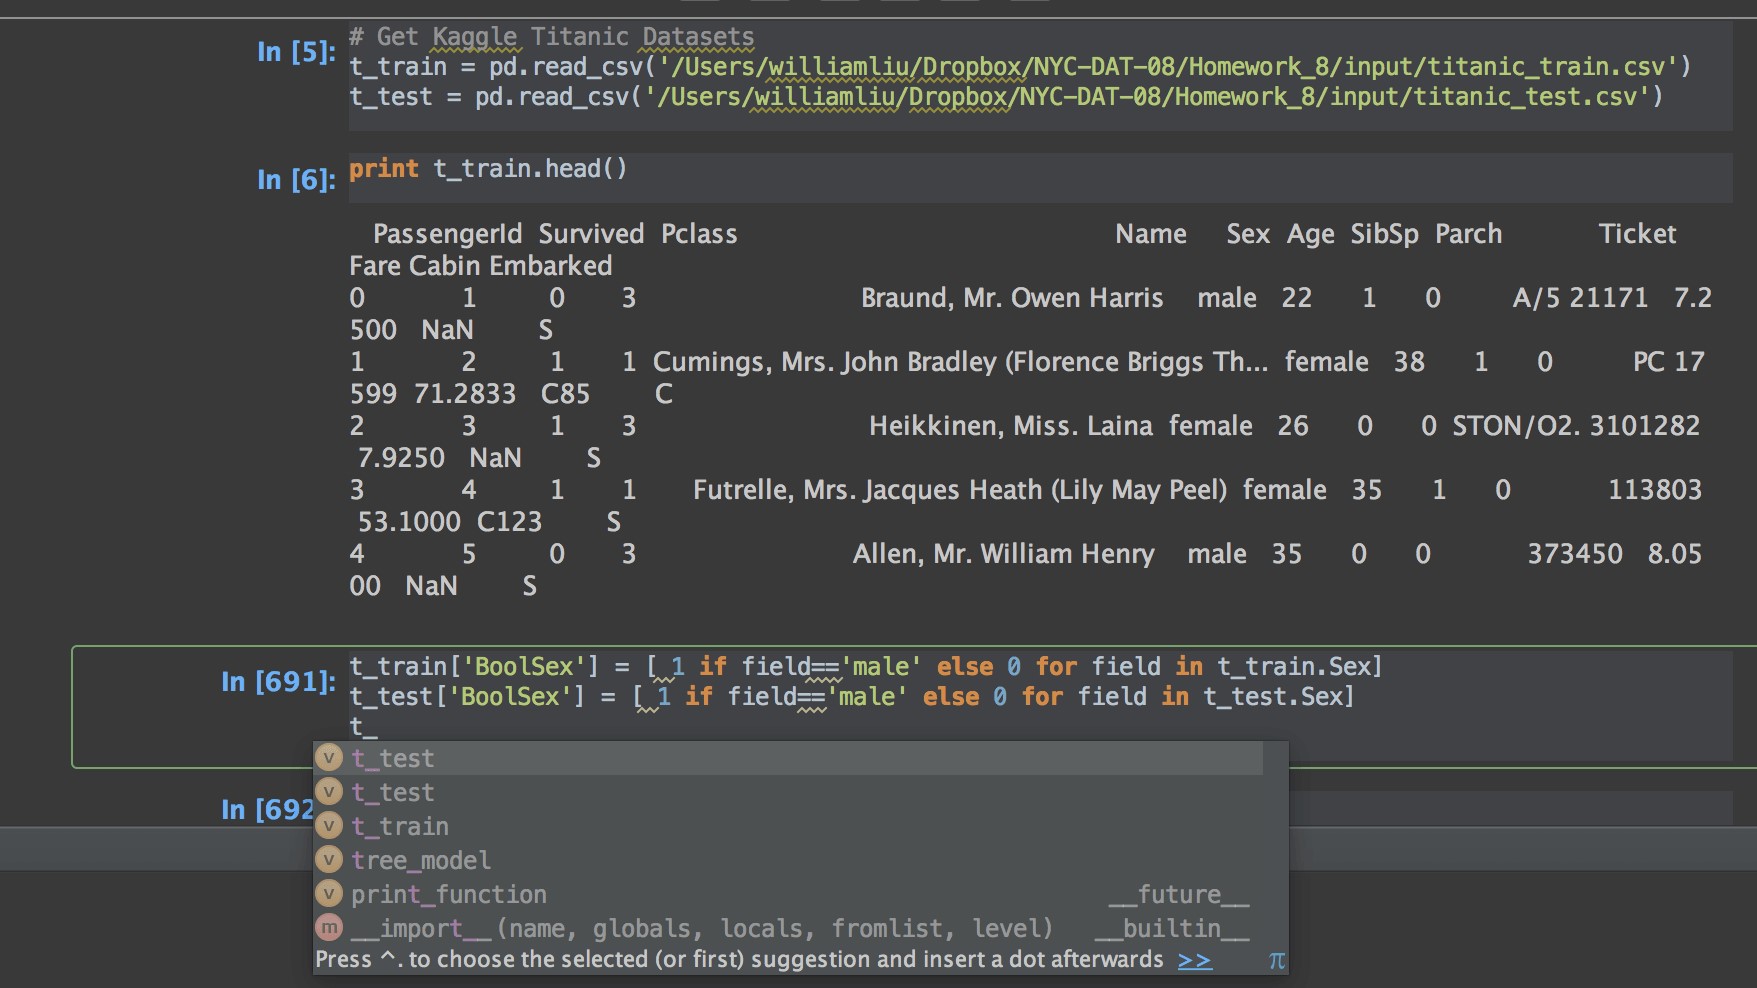 In [5]:
# Get Kaggle Titanic Datasets
t_train = pd.read_csv('/Users/williamliu/Dropbox/NYC-DAT-08/Homework_8/input/titanic_train.csv')
t_test = pd.read_csv('/Users/williamliu/Dropbox/NYC-DAT-08/Homework_8/input/titanic_test.csv')
In [6]:
print t_train.head()
PassengerId Survived Pclass Name Sex Age SibSp Parch Ticket
Fare Cabin Embarked
0 1 0 3 Braund, Mr. Owen Harris male 22 1 0 A/5 21171 7.2
500 NaN S
1 2 1 1 Cumings, Mrs. John Bradley (Florence Briggs Th... female 38 1 0 PC 17
599 71.2833 C85 C
2 3 1 3 Heikkinen, Miss. Laina female 26 0 0 STON/O2. 3101282
7.9250 NaN S
3 4 1 1 Futrelle, Mrs. Jacques Heath (Lily May Peel) female 35 1 0 113803
53.1000 C123 S
4 5 0 3 Allen, Mr. William Henry male 35 0 0 373450 8.05
00 NaN S
In [691]:
t_train['BoolSex'] = [ 1 if field=='male' else 0 for field in t_train.Sex]
t_test['BoolSex'] = [ 1 if field=='male' else 0 for field in t_test.Sex]
t_
In [692
v t_test
v t_test
v t_train
v tree_model
v print_function __future__
m __import__(name, globals, locals, fromlist, level) __builtin__
Press ^. to choose the selected (or first) suggestion and insert a dot afterwards >> π